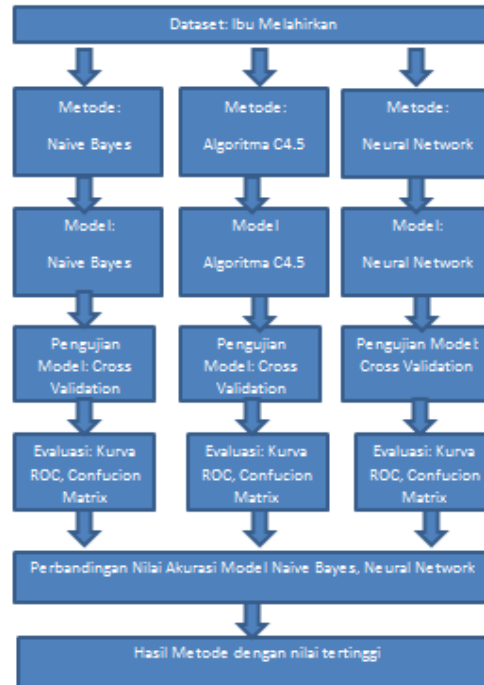 Dataset: Ibu Melahirkan
Metode:
Naive Bayes
Metode:
Algoritma C4.5
Metode:
Neural Network
Model:
Naive Bayes
Model
Algoritma C4.5
Model:
Neural Network
Pengujian
Model: Cross
Validation
Pengujian
Model: Cross
Validation
Pengujian Model:
Cross Validation
Evaluasi: Kurva
ROC, Confucion
Matrix
Evaluasi: Kurva
ROC, Confucion
Matrix
Evaluasi: Kurva
ROC, Confucion
Matrix
Perbandingan Nilai Akurasi Model Naive Bayes, Neural Network
Hasil Metode dengan nilai tertinggi